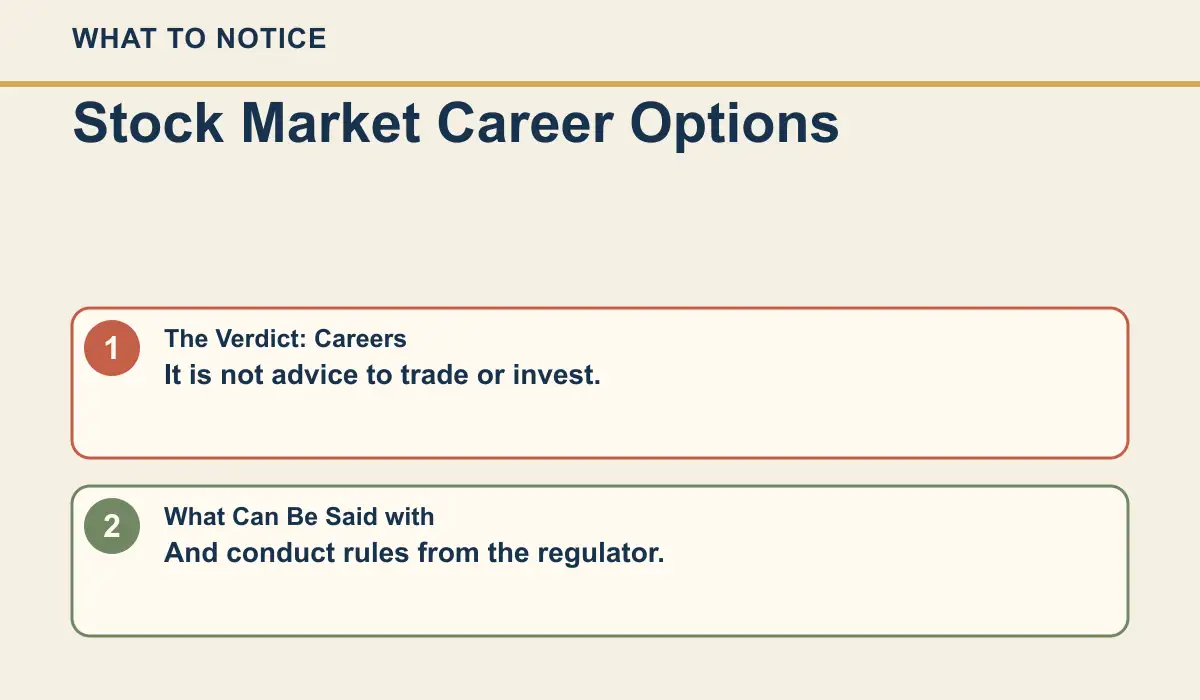 WHAT TO NOTICE
Stock Market Career Options
1
The Verdict: Careers
It is not advice to trade or invest.
2
What Can Be Said with
And conduct rules from the regulator.